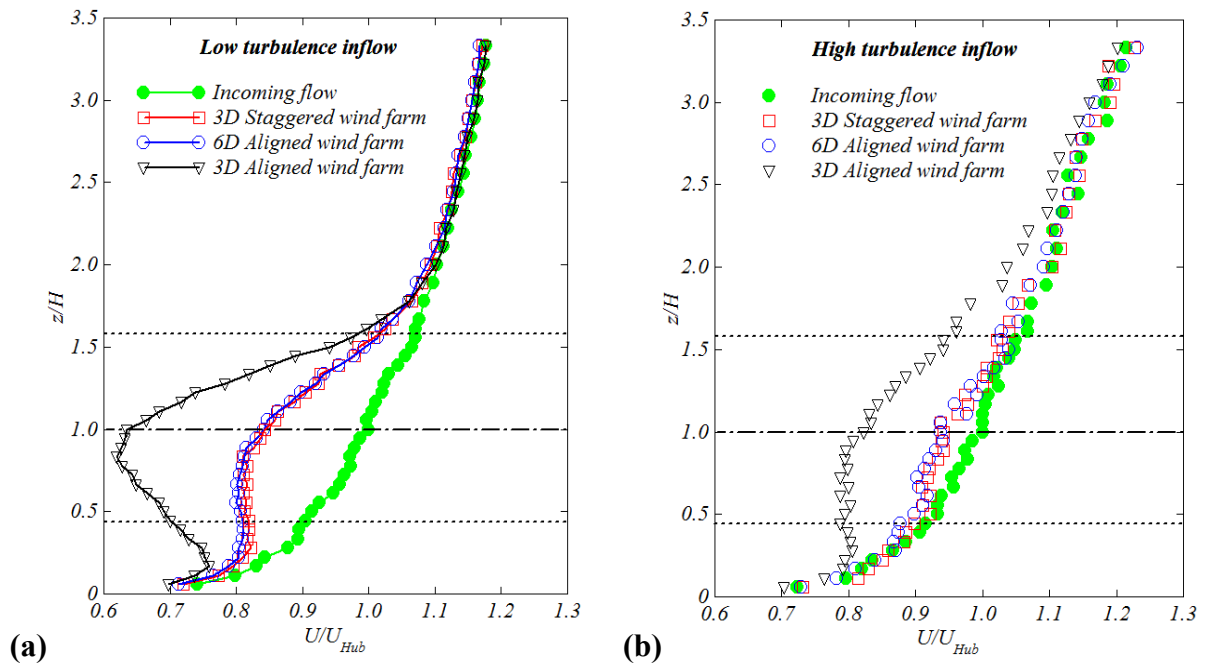 3.5
3.0
2.5
2.0
1.5
1.0
0.5
0
z/H
Low turbulence inflow
Incoming flow
3D Staggered wind farm
6D Aligned wind farm
3D Aligned wind farm
0.6 0.7 0.8 0.9 1.0 1.1 1.2 1.3
U/U_Hub
(a)
3.5
3.0
2.5
2.0
1.5
1.0
0.5
0
z/H
High turbulence inflow
Incoming flow
3D Staggered wind farm
6D Aligned wind farm
3D Aligned wind farm
0.6 0.7 0.8 0.9 1.0 1.1 1.2 1.3
U/U_Hub
(b)